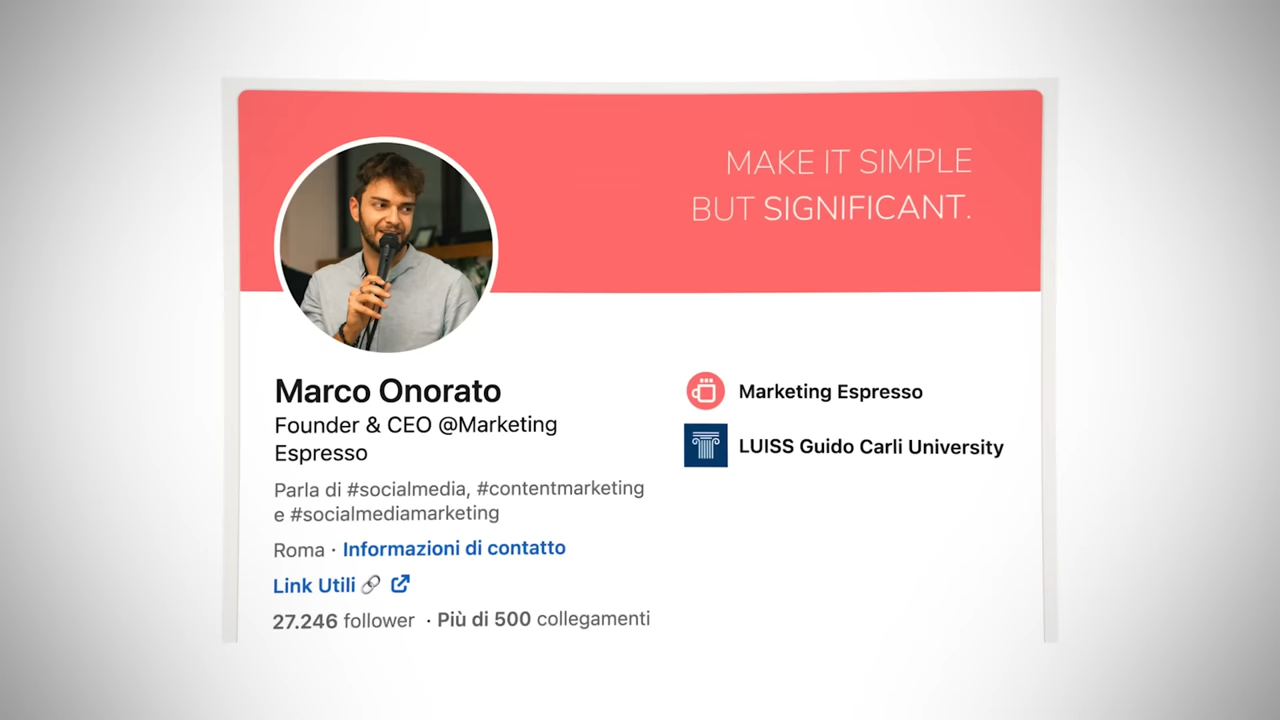 MAKE IT SIMPLE
BUT SIGNIFICANT.
Marco Onorato
Founder & CEO @Marketing
Espresso
Parla di #socialmedia, #contentmarketing
e #socialmediamarketing
Roma · Informazioni di contatto
Link Utili
27.246 follower · Più di 500 collegamenti
Marketing Espresso
LUISS Guido Carli University